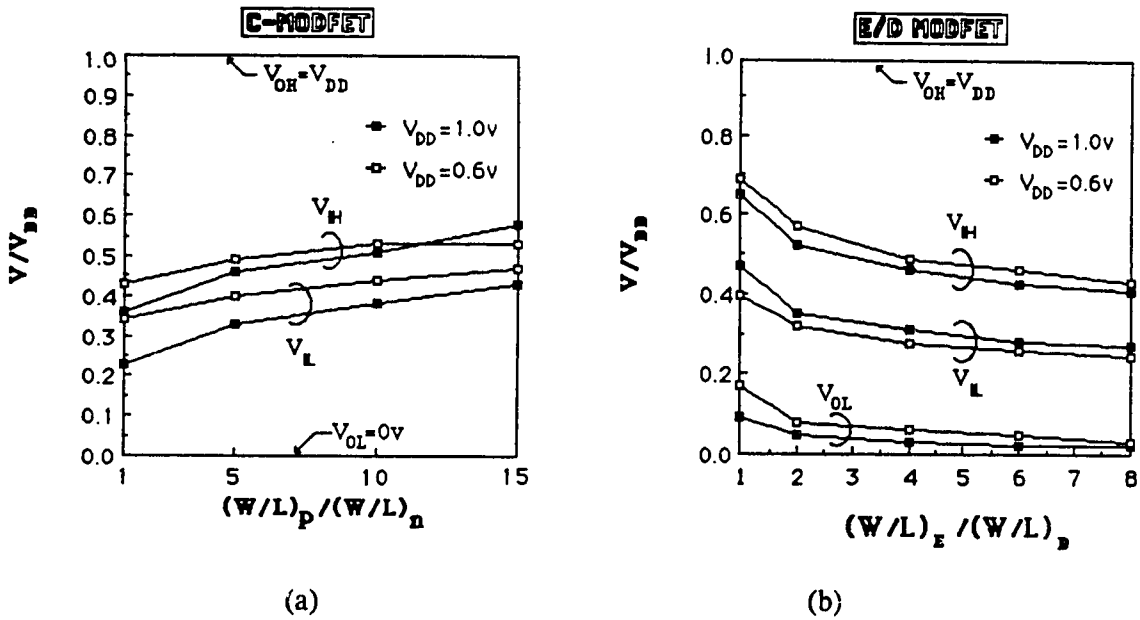 C-MODFET
V/V_DD
1.0
0.9
0.8
0.7
0.6
0.5
0.4
0.3
0.2
0.1
0.0
V_OH=V_DD
V_DD=1.0v
V_DD=0.6v
V_IH
V_IL
V_OL=0v
1 5 10 15
(W/L)_p/(W/L)_n
(a)
E/D MODFET
V/V_DD
1.0
0.8
0.6
0.4
0.2
0.0
V_OH=V_DD
V_DD=1.0v
V_DD=0.6v
V_IH
V_IL
V_OL
1 2 3 4 5 6 7 8
(W/L)_E/(W/L)_D
(b)